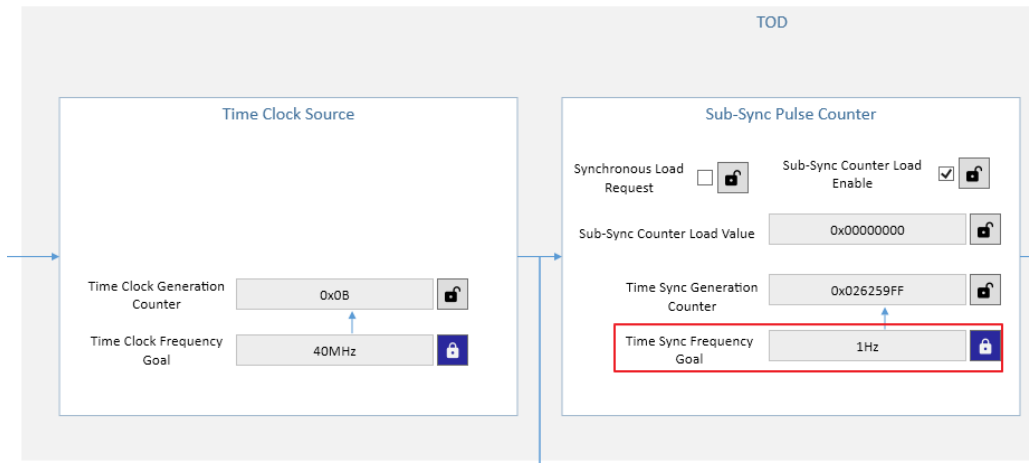 TOD
Time Clock Source
Time Clock Generation
Counter
0x0B
Time Clock Frequency
Goal
40MHz
Sub-Sync Pulse Counter
Synchronous Load
Request
Sub-Sync Counter Load
Enable
Sub-Sync Counter Load Value
0x00000000
Time Sync Generation
Counter
0x026259FF
Time Sync Frequency
Goal
1Hz